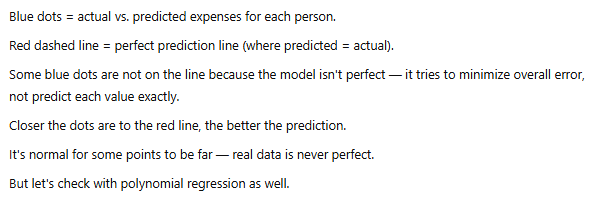 Blue dots = actual vs. predicted expenses for each person.
Red dashed line = perfect prediction line (where predicted = actual).
Some blue dots are not on the line because the model isn't perfect — it tries to minimize overall error,
not predict each value exactly.
Closer the dots are to the red line, the better the prediction.
It's normal for some points to be far — real data is never perfect.
But let's check with polynomial regression as well.